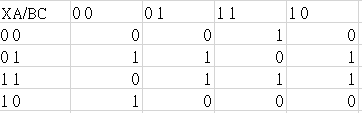 XA/BC 0 0 0 1 1 1 1 0
0 0 0 0 1 0
0 1 1 1 0 1
1 1 0 1 1 1
1 0 1 0 0 0